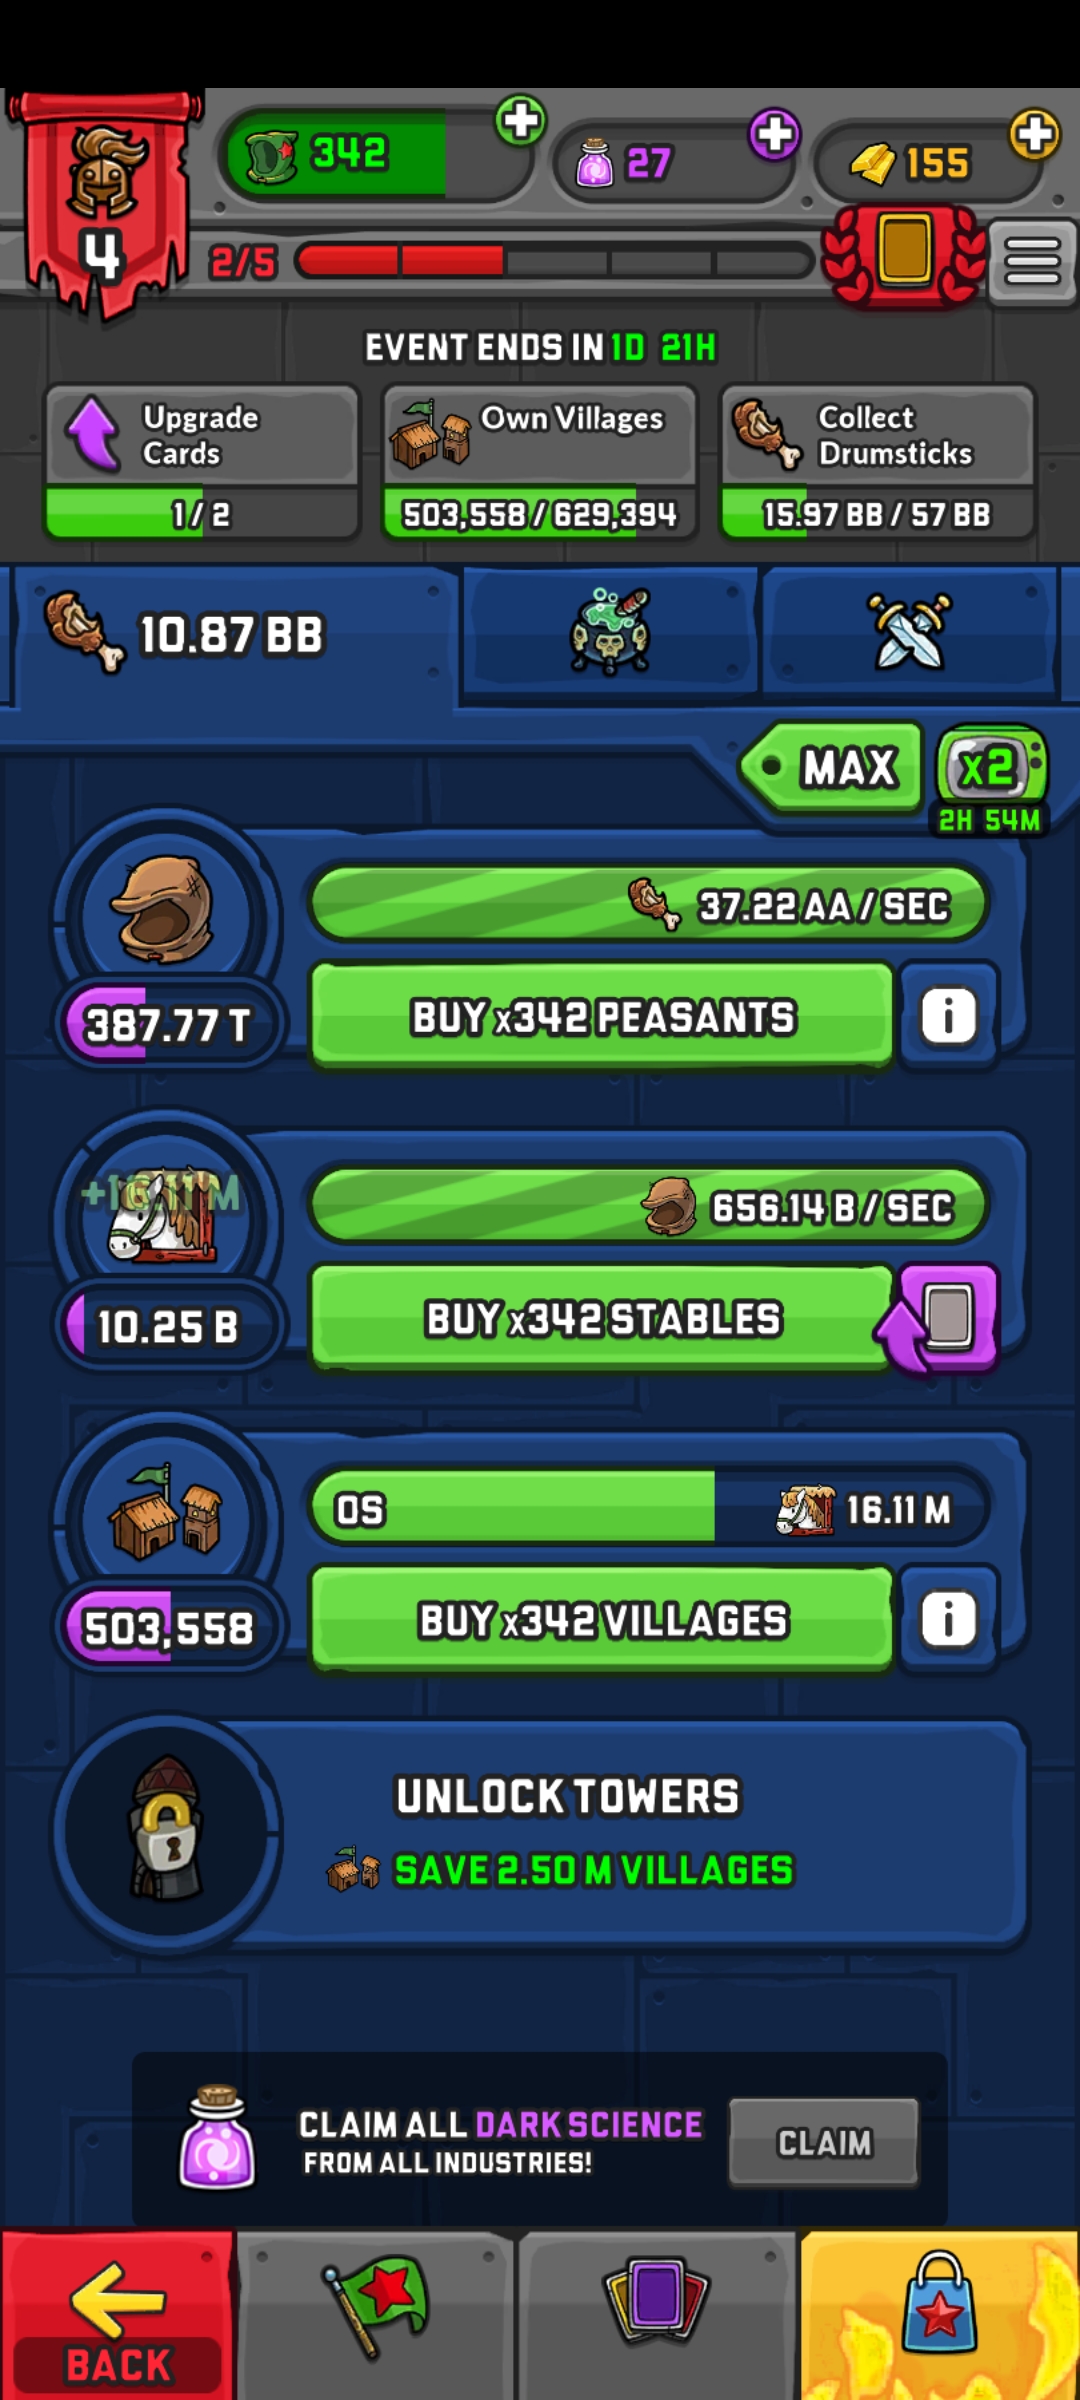 342
27
155
4
2/5
EVENT ENDS IN 1D 21H
Upgrade
Cards
1/2
Own Villages
503,558/629,394
Collect
Drumsticks
15.97 BB/57 BB
10.87 BB
MAX
x2
2H 54M
37.22 AA/SEC
387.77 T
BUY x342 PEASANTS
i
+16.11 M
656.14 B/SEC
10.25 B
BUY x342 STABLES
0S
16.11 M
503,558
BUY x342 VILLAGES
i
UNLOCK TOWERS
SAVE 2.50 M VILLAGES
CLAIM ALL DARK SCIENCE
FROM ALL INDUSTRIES!
CLAIM
BACK